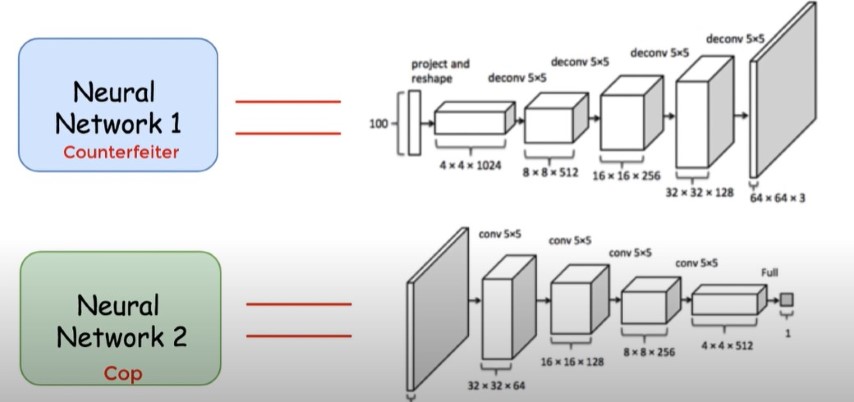 Neural
Network 1
Counterfeiter
100
project and
reshape
deconv 5×5
deconv 5×5
deconv 5×5
deconv 5×5
4 × 4 × 1024
8 × 8 × 512
16 × 16 × 256
32 × 32 × 128
64 × 64 × 3
Neural
Network 2
Cop
conv 5×5
conv 5×5
conv 5×5
conv 5×5
Full
32 × 32 × 64
16 × 16 × 128
8 × 8 × 256
4 × 4 × 512
1